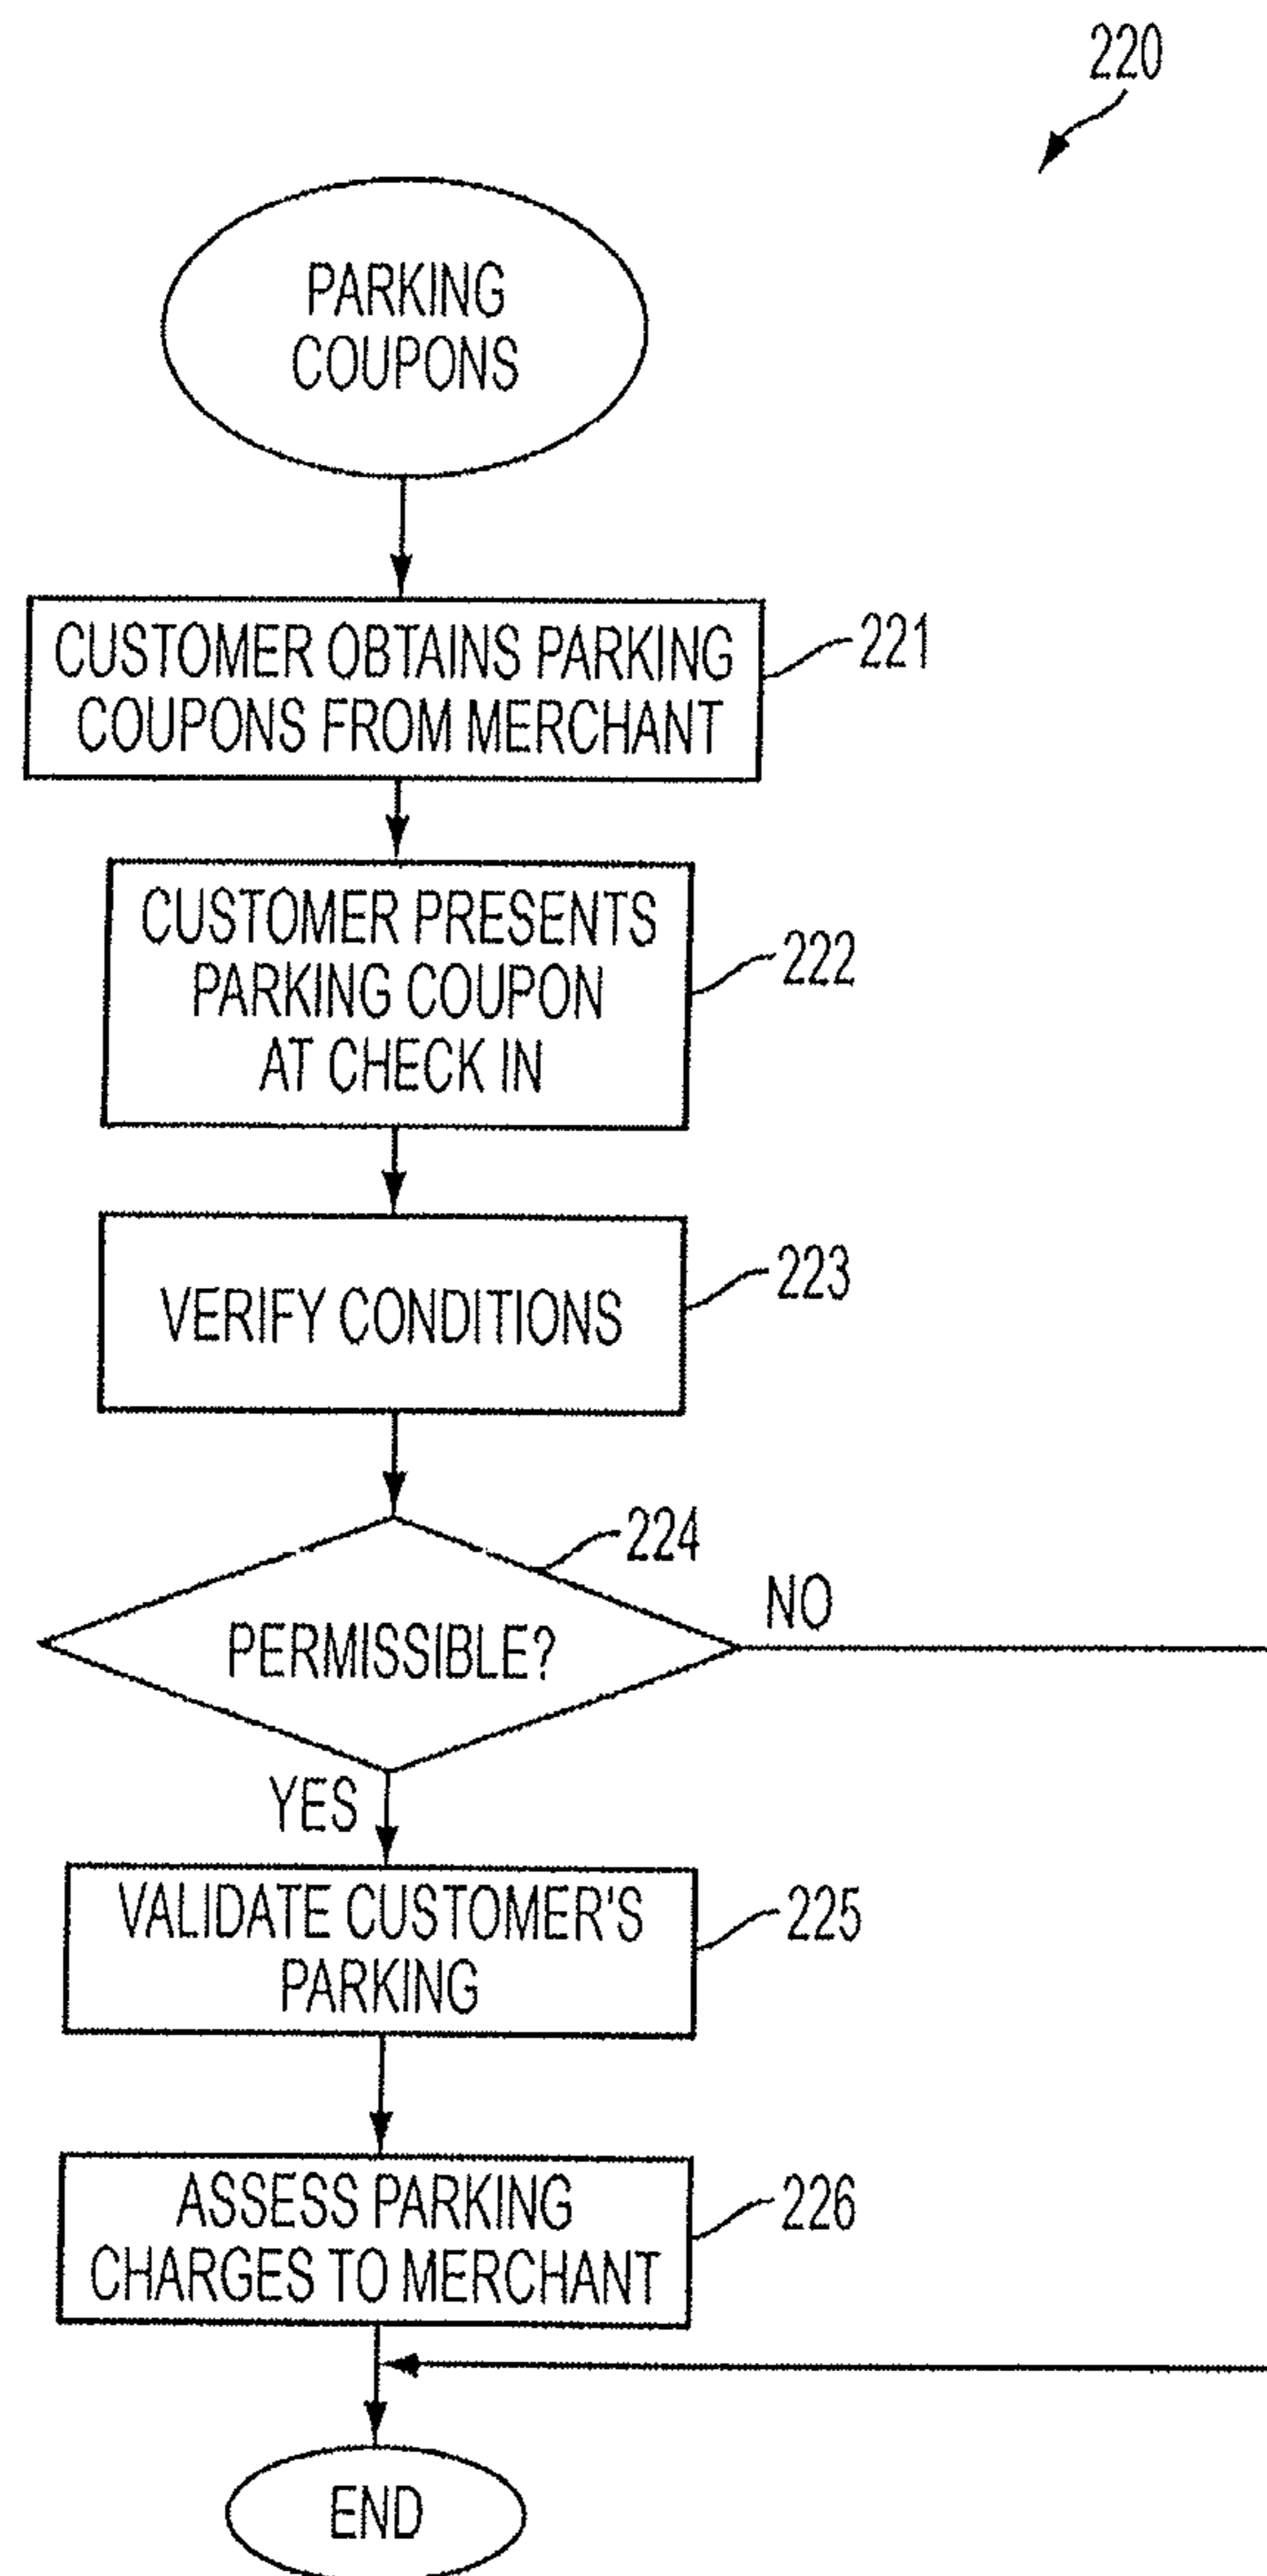 220
PARKING
COUPONS
CUSTOMER OBTAINS PARKING
COUPONS FROM MERCHANT
221
CUSTOMER PRESENTS
PARKING COUPON
AT CHECK IN
222
VERIFY CONDITIONS
223
224
PERMISSIBLE?
NO
YES
VALIDATE CUSTOMER'S
PARKING
225
ASSESS PARKING
CHARGES TO MERCHANT
226
END